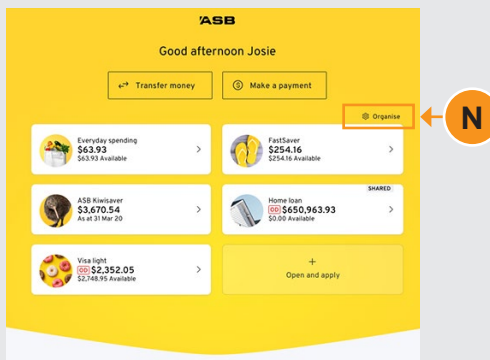 ASB
Good afternoon Josie
Transfer money
Make a payment
Organise
N
Everyday spending
$63.93
$63.93 Available
FastSaver
$254.16
$254.16 Available
ASB Kiwisaver
$3,670.54
As at 31 Mar 20
SHARED
Home loan
OD $650,963.93
$0.00 Available
Visa light
OD $2,352.05
$2,748.95 Available
+
Open and apply